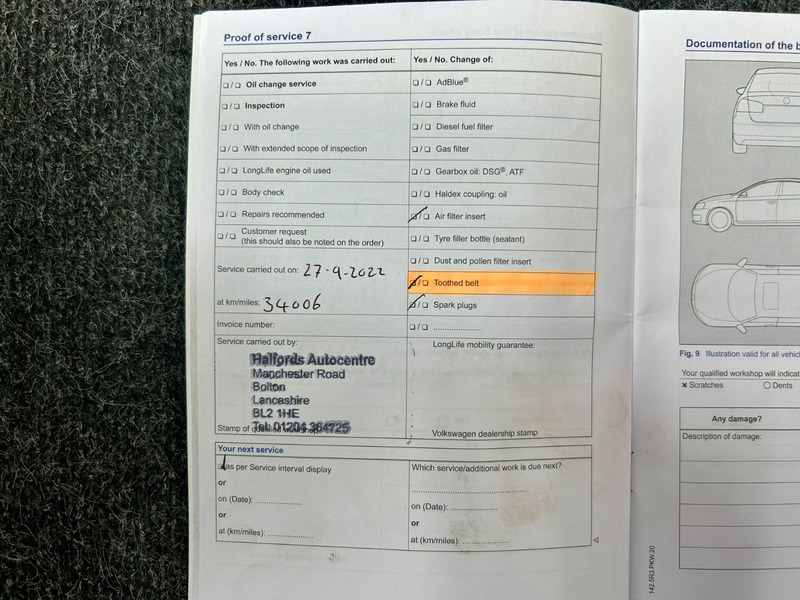 Proof of service 7
Yes / No. The following work was carried out:
❑ / ❑ Oil change service
❑ / ❑ Inspection
❑ / ❑ With oil change
❑ / ❑ With extended scope of inspection
❑ / ❑ LongLife engine oil used
❑ / ❑ Body check
❑ / ❑ Repairs recommended
❑ / ❑ Customer request
(this should also be noted on the order)
Service carried out on: 27-9-2022
at km/miles: 34006
Invoice number:
Service carried out by:
Halfords Autocentre
Manchester Road
Bolton
Lancashire
BL2 1HE
Tel: 01204 364725
Stamp of qualified workshop
Yes / No. Change of:
❑ / ❑ AdBlue®
❑ / ❑ Brake fluid
❑ / ❑ Diesel fuel filter
❑ / ❑ Gas filter
❑ / ❑ Gearbox oil: DSG®, ATF
❑ / ❑ Haldex coupling: oil
❑ / ❑ Air filter insert
❑ / ❑ Tyre filler bottle (sealant)
❑ / ❑ Dust and pollen filter insert
❑ / ❑ Toothed belt
❑ / ❑ Spark plugs
❑ / ❑ ....................
LongLife mobility guarantee:
Volkswagen dealership stamp
Your next service
❑ as per Service interval display
or
on (Date): ....................
or
at (km/miles): ....................
Which service/additional work is due next?
on (Date): ....................
or
at (km/miles): ....................
Documentation of the b
Fig. 9 Illustration valid for all vehic
Your qualified workshop will indicat
✗ Scratches ○ Dents
Any damage?
Description of damage:
142.5R3.PKW.20